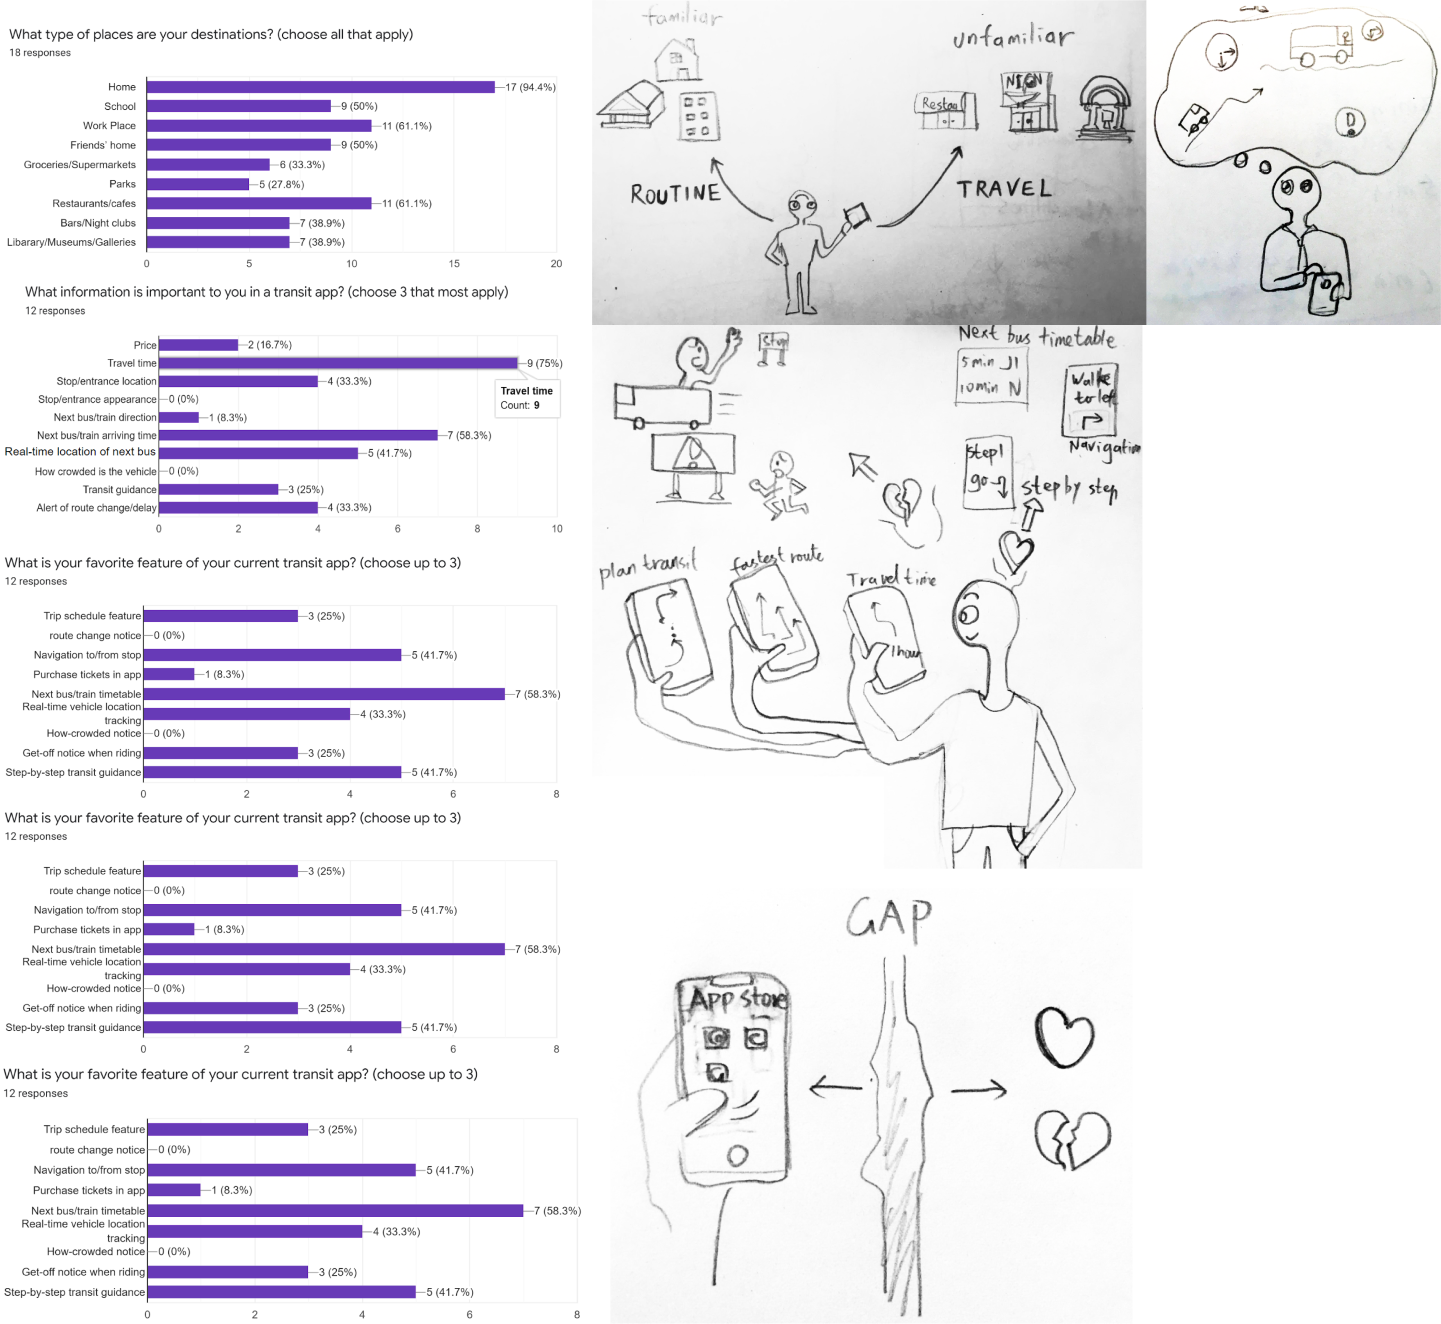 What type of places are your destinations? (choose all that apply)
18 responses
Home
17 (94.4%)
School
9 (50%)
Work Place
11 (61.1%)
Friends' home
9 (50%)
Groceries/Supermarkets
6 (33.3%)
Parks
5 (27.8%)
Restaurants/cafes
11 (61.1%)
Bars/Night clubs
7 (38.9%)
Libarary/Museums/Galleries
7 (38.9%)
0 5 10 15 20
What information is important to you in a transit app? (choose 3 that most apply)
12 responses
Price
2 (16.7%)
Travel time
9 (75%)
Stop/entrance location
4 (33.3%)
Stop/entrance appearance
0 (0%)
Next bus/train direction
1 (8.3%)
Next bus/train arriving time
7 (58.3%)
Real-time location of next bus
5 (41.7%)
How crowded is the vehicle
0 (0%)
Transit guidance
3 (25%)
Alert of route change/delay
4 (33.3%)
Travel time
Count: 9
0 2 4 6 8 10
What is your favorite feature of your current transit app? (choose up to 3)
12 responses
Trip schedule feature
3 (25%)
route change notice
0 (0%)
Navigation to/from stop
5 (41.7%)
Purchase tickets in app
1 (8.3%)
Next bus/train timetable
7 (58.3%)
Real-time vehicle location
tracking
4 (33.3%)
How-crowded notice
0 (0%)
Get-off notice when riding
3 (25%)
Step-by-step transit guidance
5 (41.7%)
0 2 4 6 8
What is your favorite feature of your current transit app? (choose up to 3)
12 responses
Trip schedule feature
3 (25%)
route change notice
0 (0%)
Navigation to/from stop
5 (41.7%)
Purchase tickets in app
1 (8.3%)
Next bus/train timetable
7 (58.3%)
Real-time vehicle location
tracking
4 (33.3%)
How-crowded notice
0 (0%)
Get-off notice when riding
3 (25%)
Step-by-step transit guidance
5 (41.7%)
0 2 4 6 8
What is your favorite feature of your current transit app? (choose up to 3)
12 responses
Trip schedule feature
3 (25%)
route change notice
0 (0%)
Navigation to/from stop
5 (41.7%)
Purchase tickets in app
1 (8.3%)
Next bus/train timetable
7 (58.3%)
Real-time vehicle location
tracking
4 (33.3%)
How-crowded notice
0 (0%)
Get-off notice when riding
3 (25%)
Step-by-step transit guidance
5 (41.7%)
0 2 4 6 8
familiar
unfamiliar
ROUTINE
TRAVEL
D
Stop
Next bus timetable
5 min J1
10 min N
Walke
to left
Navigation
Step1
go
step by step
plan transit
fastest route
Travel time
1 hour
GAP
App store